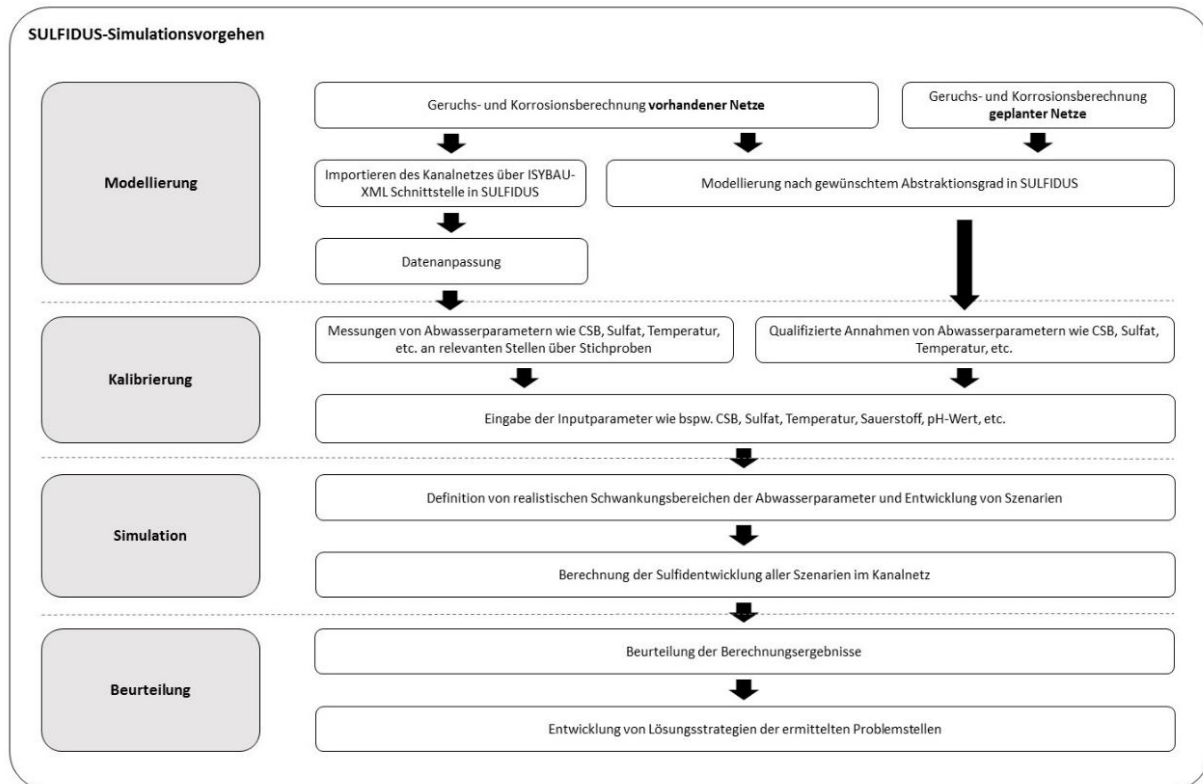 SULFIDUS-Simulationsvorgehen
Modellierung
Geruchs- und Korrosionsberechnung vorhandener Netze
Geruchs- und Korrosionsberechnung
geplanter Netze
Importieren des Kanalnetzes über ISYBAU-
XML Schnittstelle in SULFIDUS
Modellierung nach gewünschtem Abstraktionsgrad in SULFIDUS
Datenanpassung
Kalibrierung
Messungen von Abwasserparametern wie CSB, Sulfat, Temperatur,
etc. an relevanten Stellen über Stichproben
Qualifizierte Annahmen von Abwasserparametern wie CSB, Sulfat,
Temperatur, etc.
Eingabe der Inputparameter wie bspw. CSB, Sulfat, Temperatur, Sauerstoff, pH-Wert, etc.
Simulation
Definition von realistischen Schwankungsbereichen der Abwasserparameter und Entwicklung von Szenarien
Berechnung der Sulfidentwicklung aller Szenarien im Kanalnetz
Beurteilung
Beurteilung der Berechnungsergebnisse
Entwicklung von Lösungsstrategien der ermittelten Problemstellen